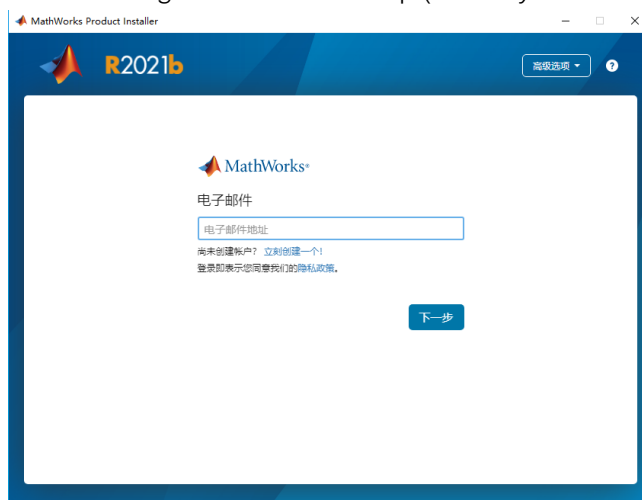 MathWorks Product Installer
R2021b
高级选项
?
MathWorks®
电子邮件
电子邮件地址
尚未创建帐户? 立刻创建一个!
登录即表示您同意我们的隐私政策。
下一步